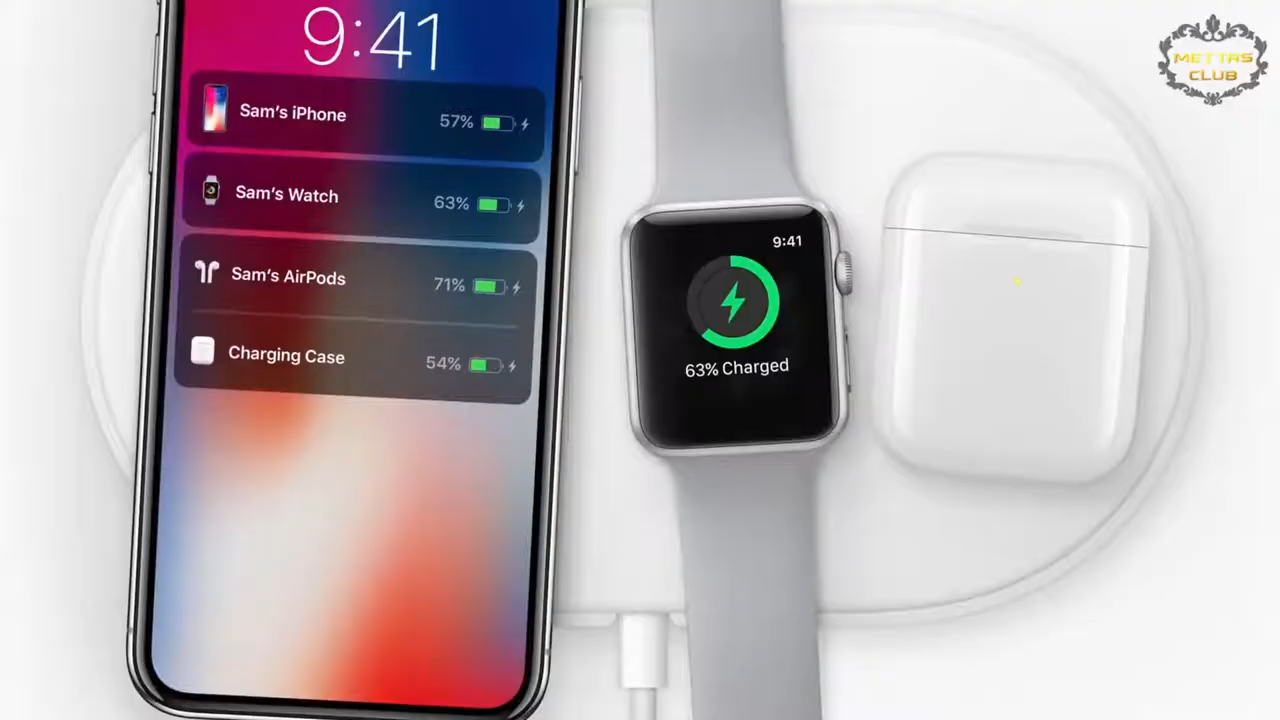 9:41
Sam's iPhone 57%
Sam's Watch 63%
Sam's AirPods 71%
Charging Case 54%
9:41
63% Charged
METTAS
CLUB